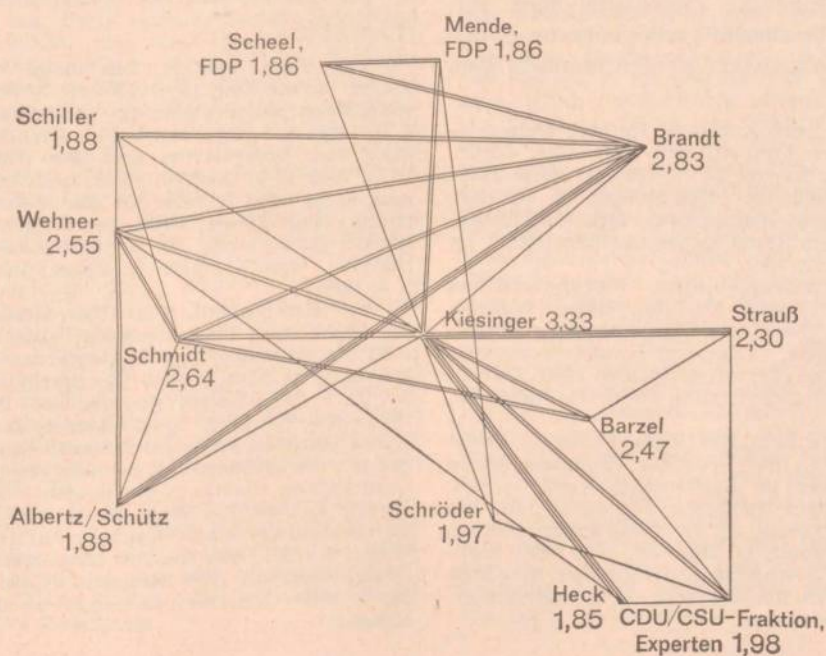 Scheel,
FDP 1,86
Mende,
FDP 1,86
Schiller
1,88
Brandt
2,83
Wehner
2,55
Kiesinger 3,33
Strauß
2,30
Schmidt
2,64
Barzel
2,47
Albertz/Schütz
1,88
Schröder
1,97
Heck
1,85
CDU/CSU-Fraktion,
Experten 1,98